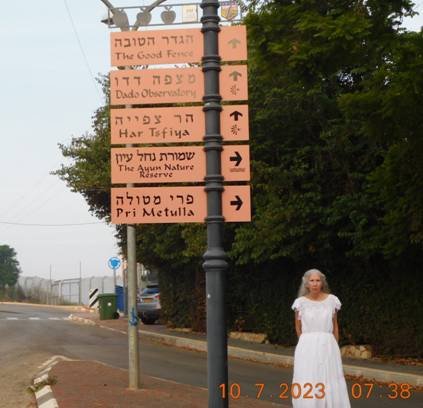 הגדר הטובה
The Good Fence
מצפה דדו
Dado Observatory
הר צפייה
Har Tsfiya
שמורת נחל עיון
The Ayun Nature
Reserve
פרי מטולה
Pri Metulla
10.7.2023 07:38